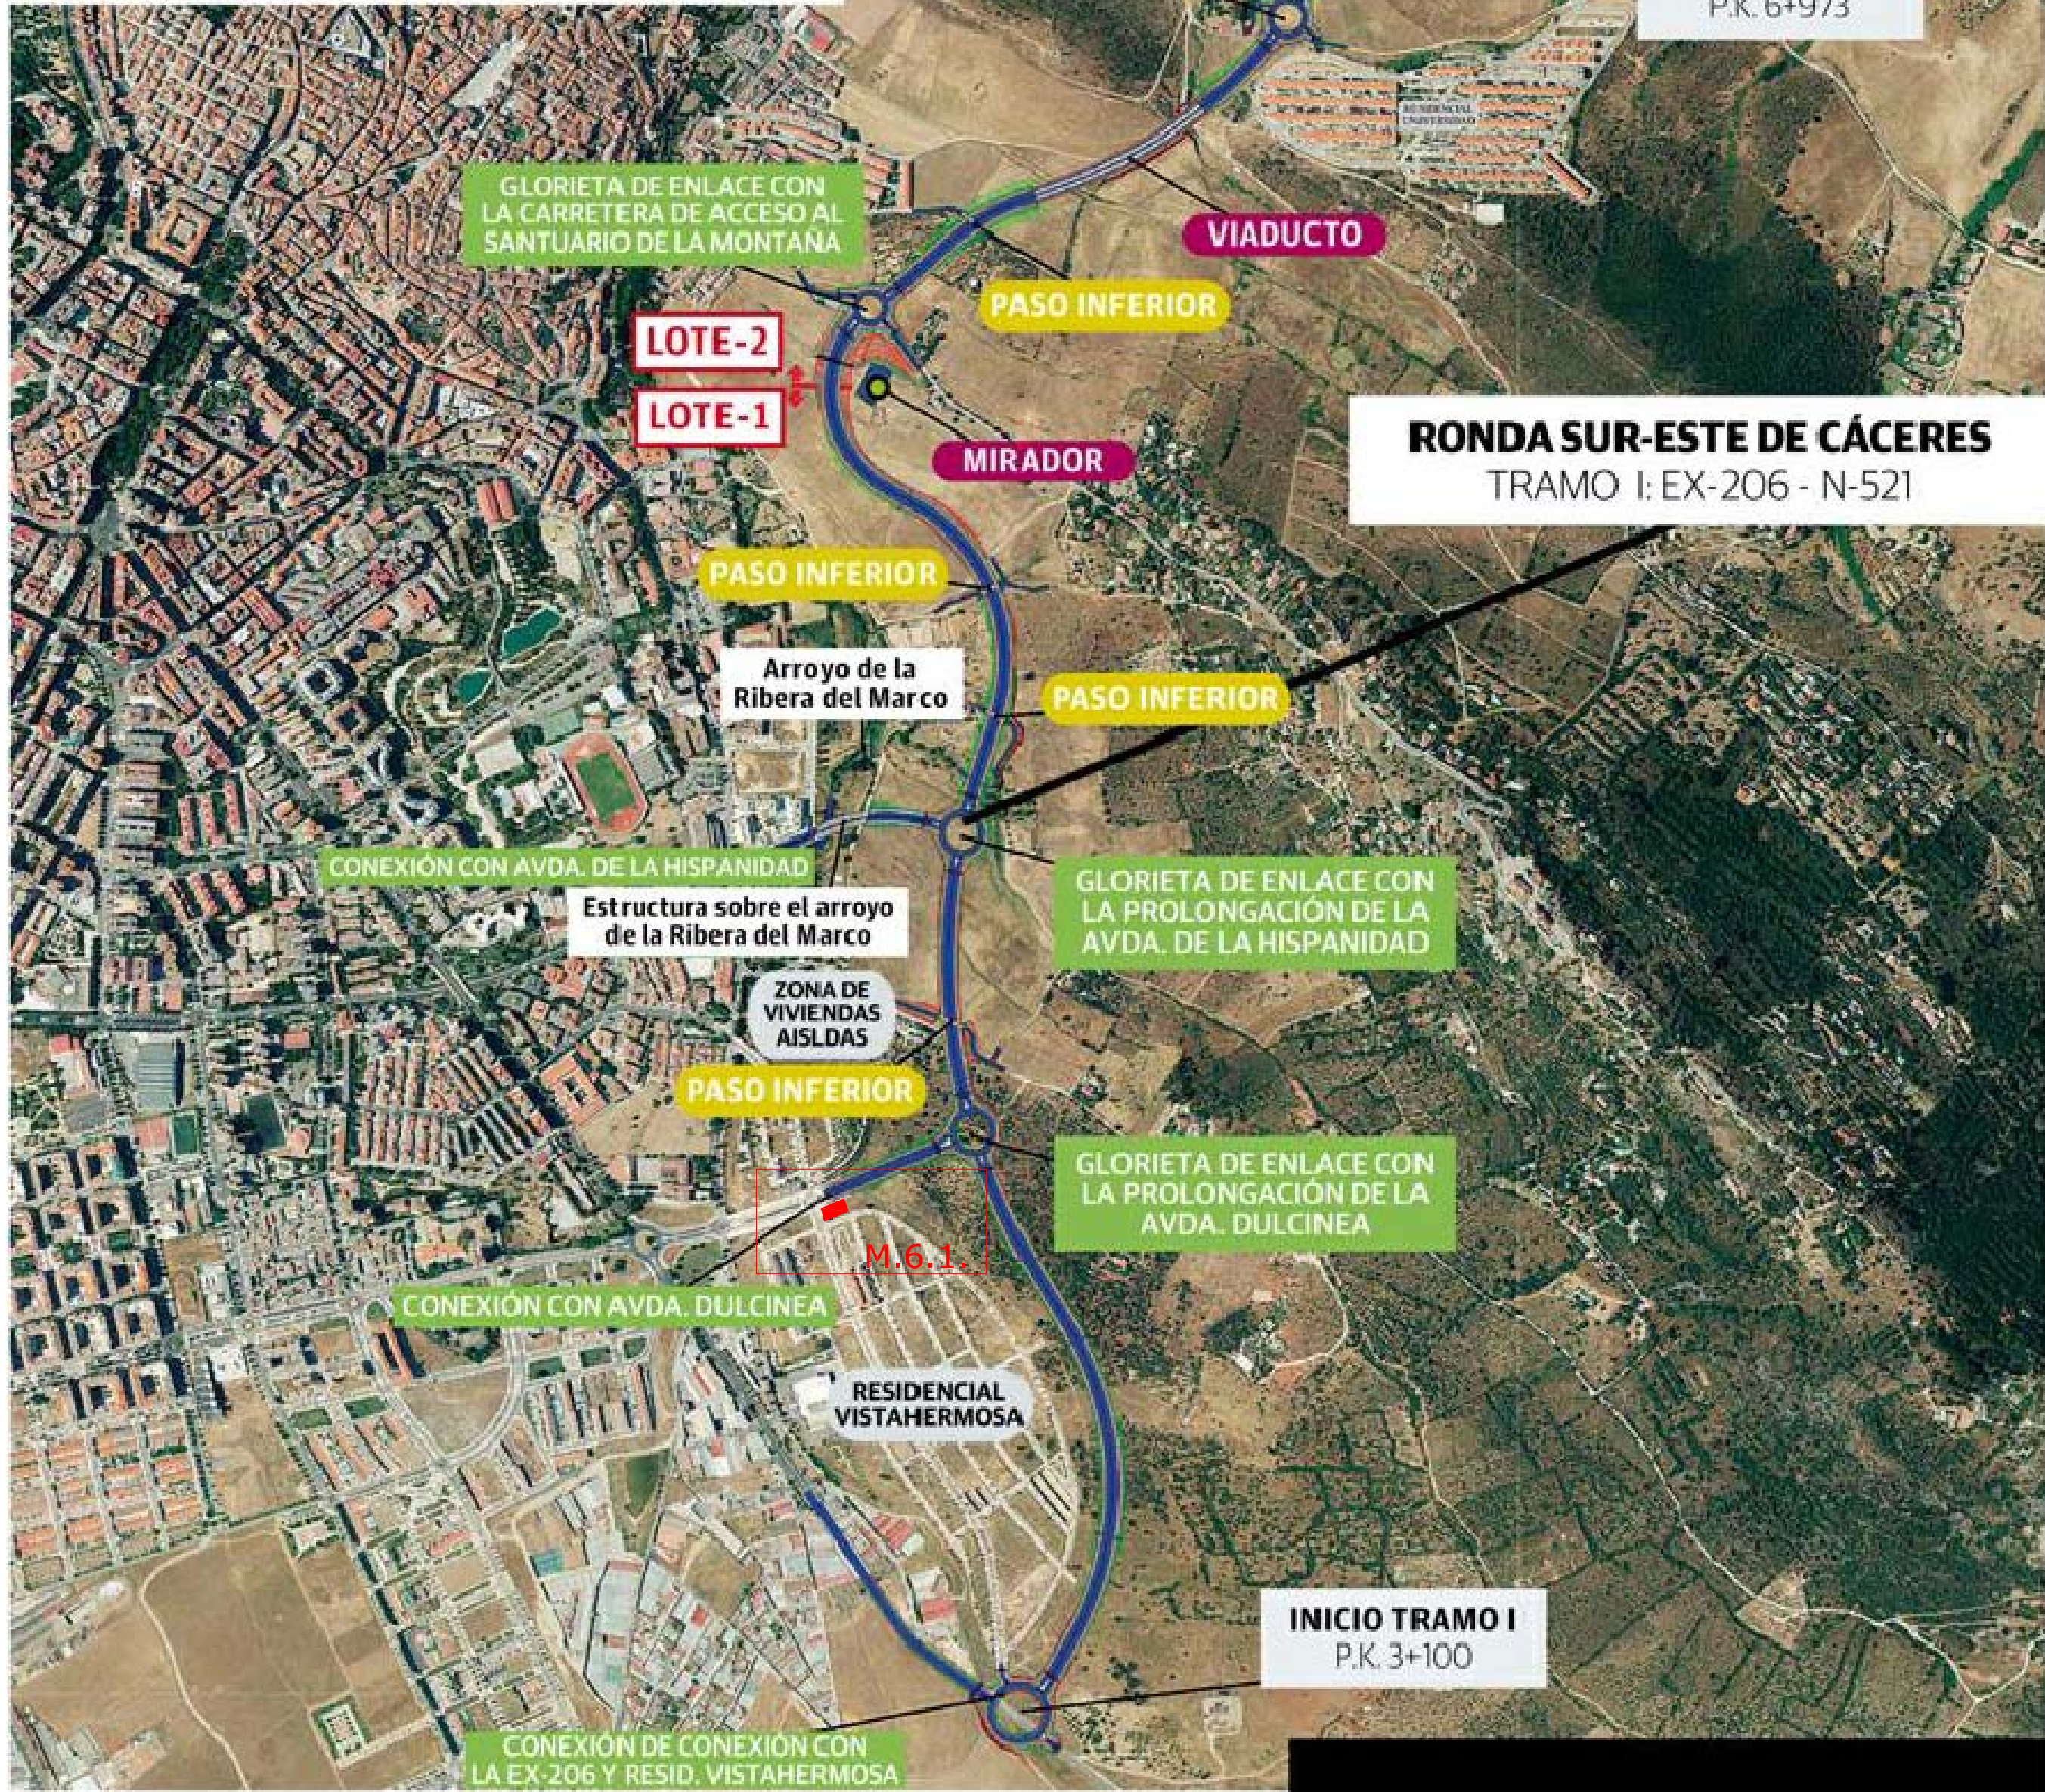 P.K. 6+973
RESIDENCIAL
UNIVERSIDAD
GLORIETA DE ENLACE CON
LA CARRETERA DE ACCESO AL
SANTUARIO DE LA MONTAÑA
VIADUCTO
PASO INFERIOR
LOTE-2
LOTE-1
MIRADOR
RONDA SUR-ESTE DE CÁCERES
TRAMO I: EX-206 - N-521
PASO INFERIOR
Arroyo de la
Ribera del Marco
PASO INFERIOR
CONEXIÓN CON AVDA. DE LA HISPANIDAD
GLORIETA DE ENLACE CON
LA PROLONGACIÓN DE LA
AVDA. DE LA HISPANIDAD
Estructura sobre el arroyo
de la Ribera del Marco
ZONA DE
VIVIENDAS
AISLDAS
PASO INFERIOR
GLORIETA DE ENLACE CON
LA PROLONGACIÓN DE LA
AVDA. DULCINEA
M.6.1.
CONEXIÓN CON AVDA. DULCINEA
RESIDENCIAL
VISTAHERMOSA
INICIO TRAMO I
P.K. 3+100
CONEXIÓN DE CONEXIÓN CON
LA EX-206 Y RESID. VISTAHERMOSA